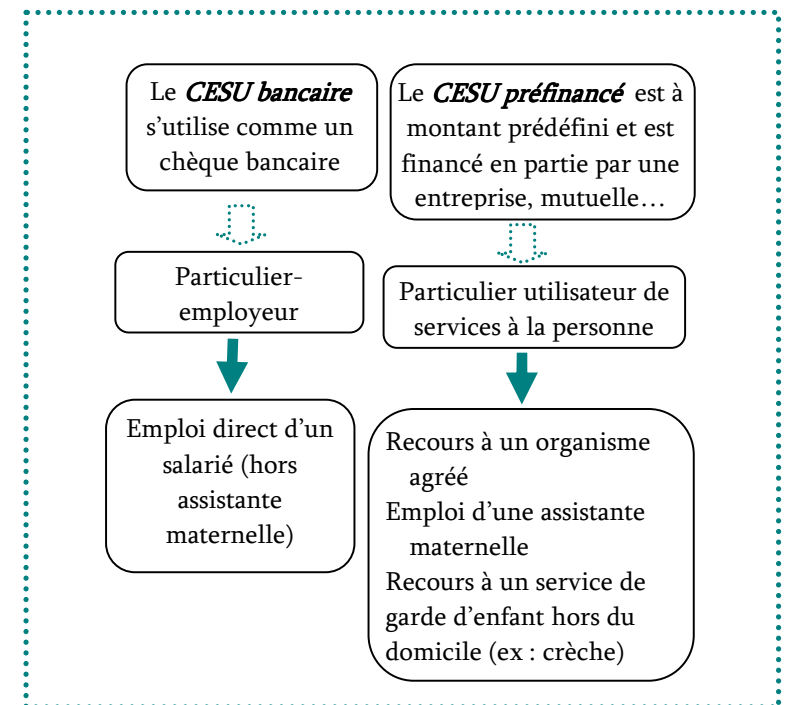 Le CESU bancaire
s’utilise comme un
chèque bancaire
Le CESU préfinancé est à
montant prédéfini et est
financé en partie par une
entreprise, mutuelle…
Particulier-
employeur
Particulier utilisateur de
services à la personne
Emploi direct d’un
salarié (hors
assistante
maternelle)
Recours à un organisme
agréé
Emploi d’une assistante
maternelle
Recours à un service de
garde d’enfant hors du
domicile (ex : crèche)